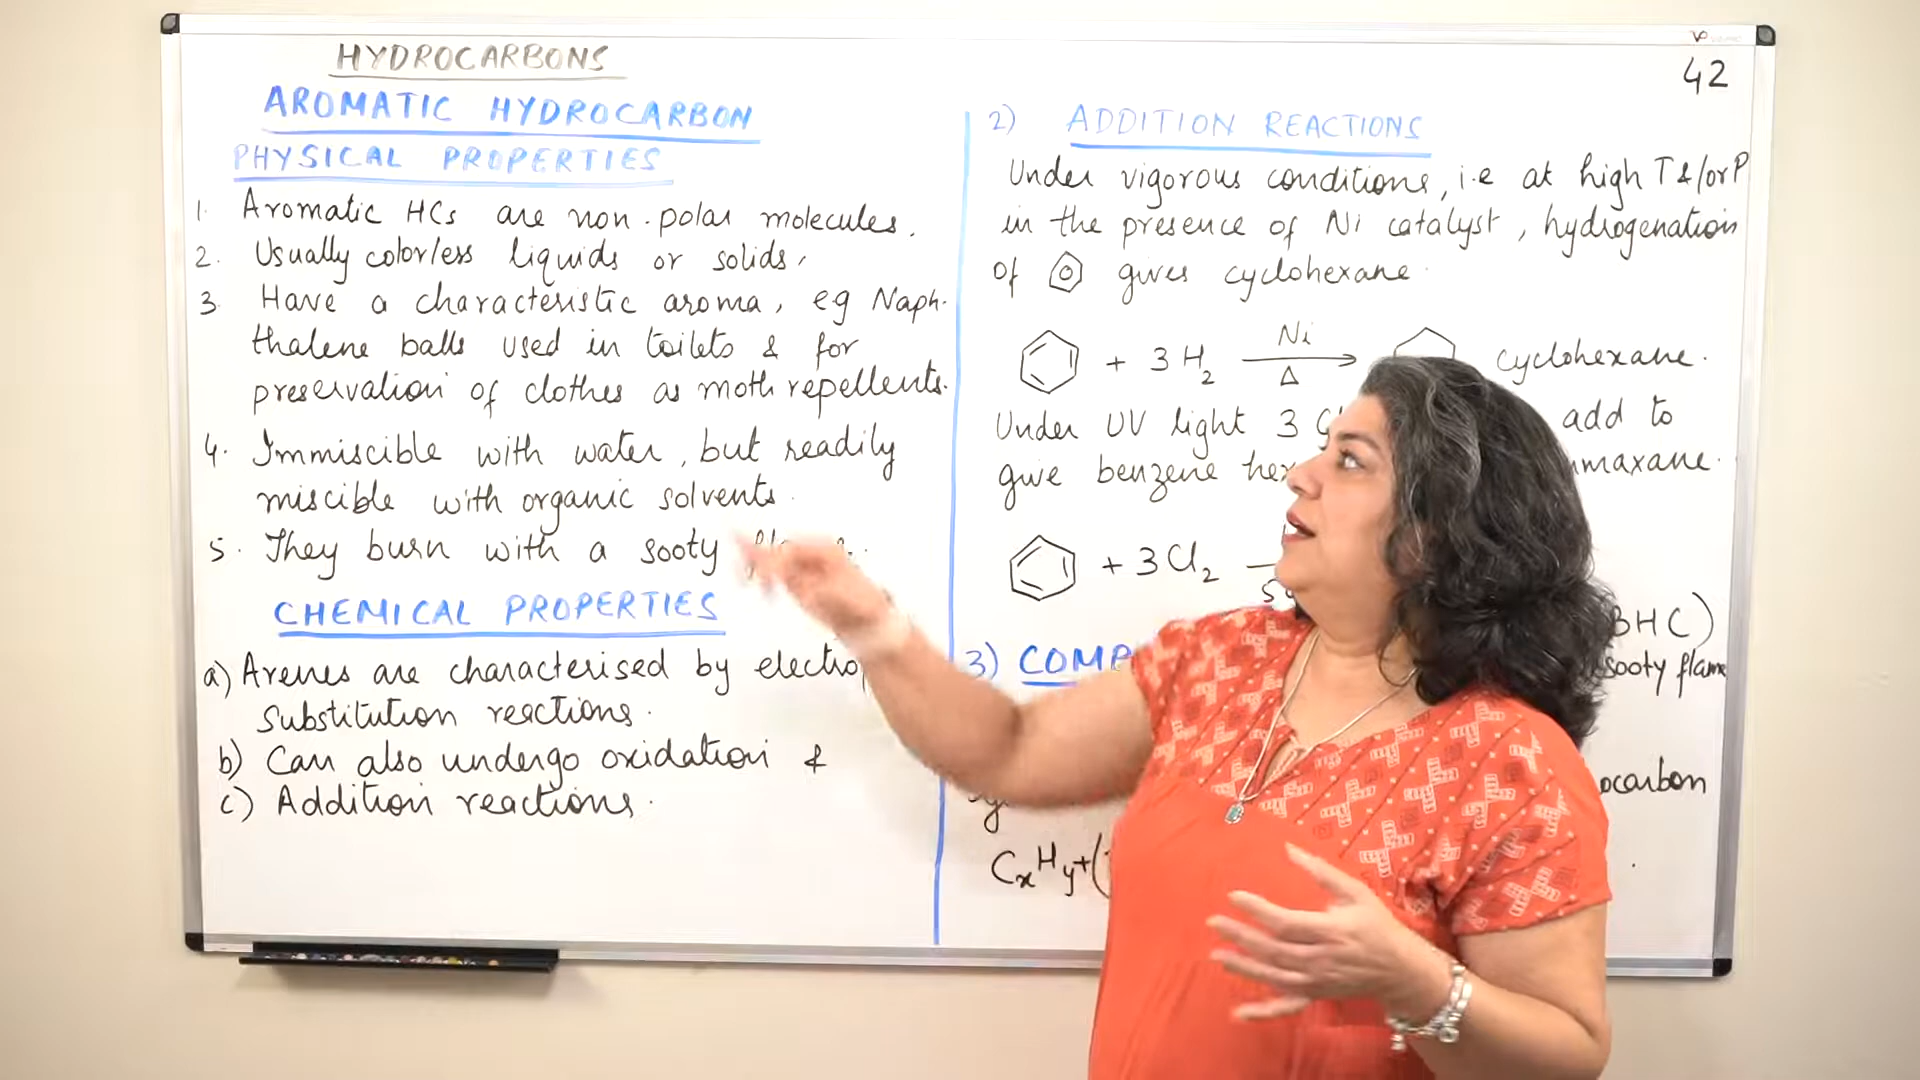 HYDROCARBONS
AROMATIC HYDROCARBON
PHYSICAL PROPERTIES
1. Aromatic HCs are non-polar molecules.
2. Usually colorless liquids or solids,
3. Have a characteristic aroma, eg Naph-
thalene balls used in toilets & for
preservation of clothes as moth repellents.
4. Immiscible with water, but readily
miscible with organic solvents.
5. They burn with a sooty
CHEMICAL PROPERTIES
a) Arenes are characterised by electro
substitution reactions.
b) Can also undergo oxidation &
c) Addition reactions.
42
2) ADDITION REACTIONS
Under vigorous conditions, i.e at high T &/or P
in the presence of Ni catalyst, hydrogenation
of gives cyclohexane.
+ 3H2 Ni Δ cyclohexane.
Under UV light 3 add to
give benzene hex maxane.
+ 3Cl2
BHC)
3) COMB
sooty flame
ocarbon
CxHy + (